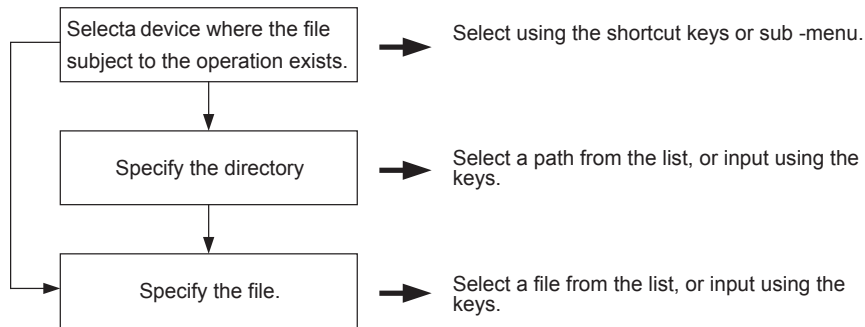 Selecta device where the file
subject to the operation exists.
Select using the shortcut keys or sub -menu.
Specify the directory
Select a path from the list, or input using the
keys.
Specify the file.
Select a file from the list, or input using the
keys.